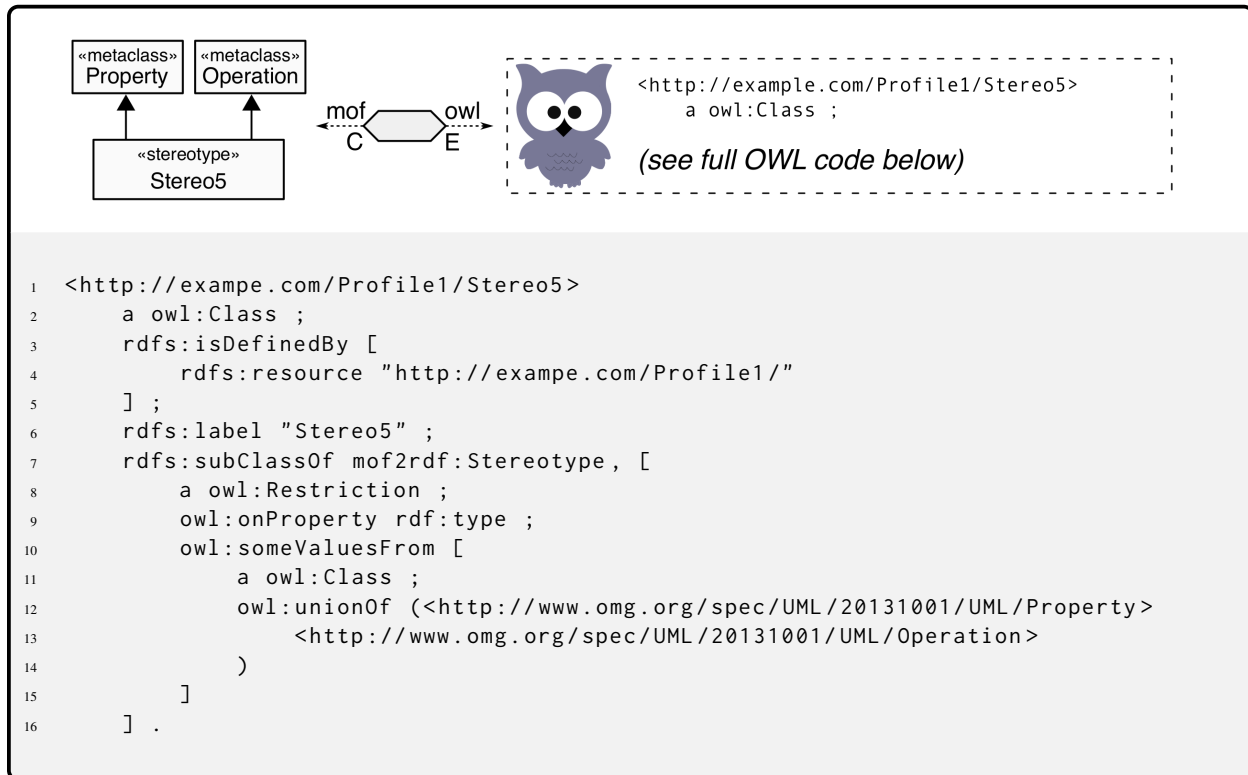 «metaclass»
Property
«metaclass»
Operation
«stereotype»
Stereo5
mof
owl
C
E
<http://example.com/Profile1/Stereo5>
    a owl:Class ;
(see full OWL code below)
1 <http://exampe.com/Profile1/Stereo5>
2     a owl:Class ;
3     rdfs:isDefinedBy [
4         rdfs:resource "http://exampe.com/Profile1/"
5     ] ;
6     rdfs:label "Stereo5" ;
7     rdfs:subClassOf mof2rdf:Stereotype, [
8         a owl:Restriction ;
9         owl:onProperty rdf:type ;
10         owl:someValuesFrom [
11             a owl:Class ;
12             owl:unionOf (<http://www.omg.org/spec/UML/20131001/UML/Property>
13                 <http://www.omg.org/spec/UML/20131001/UML/Operation>
14             )
15         ]
16     ] .